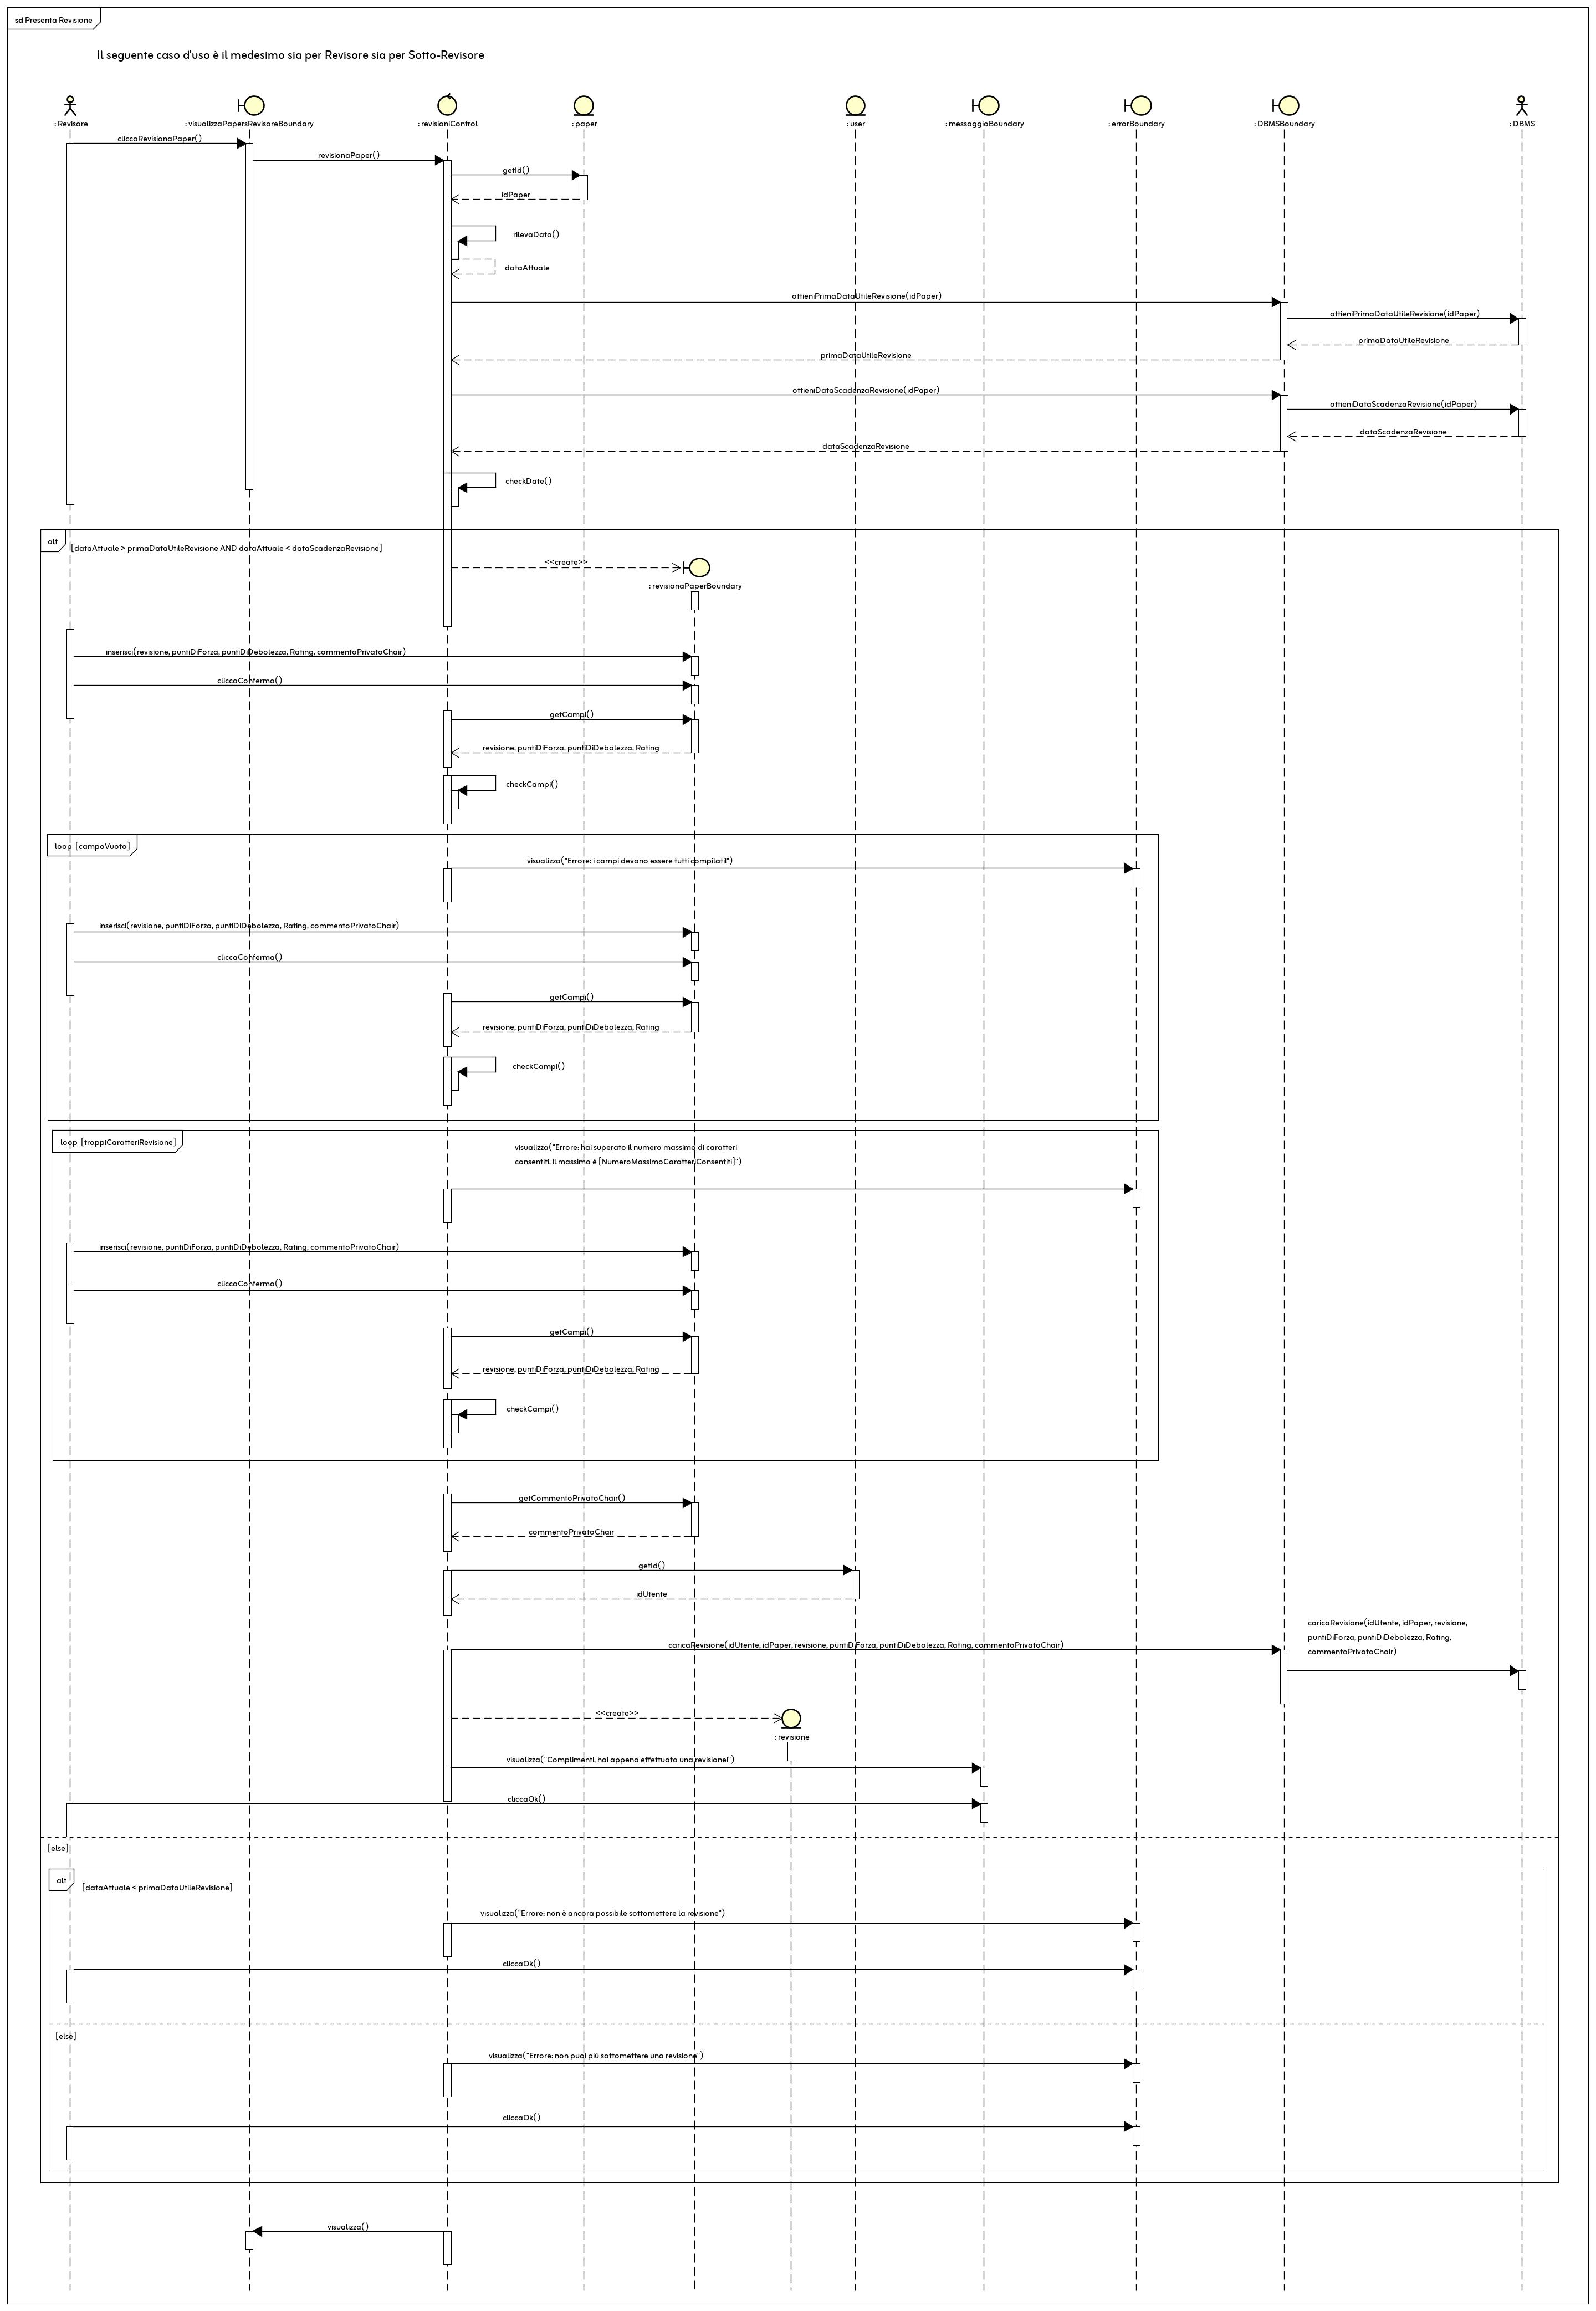 sd Presenta Revisione
Il seguente caso d'uso è il medesimo sia per Revisore sia per Sotto-Revisore
: Revisore
: visualizzaPapersRevisoreBoundary
: revisioniControl
: paper
: user
: messaggioBoundary
: errorBoundary
: DBMSBoundary
: DBMS
cliccaRevisionaPaper()
revisionaPaper()
getId()
idPaper
rilevaData()
dataAttuale
ottieniPrimaDataUtileRevisione(idPaper)
ottieniPrimaDataUtileRevisione(idPaper)
primaDataUtileRevisione
primaDataUtileRevisione
ottieniDataScadenzaRevisione(idPaper)
ottieniDataScadenzaRevisione(idPaper)
dataScadenzaRevisione
dataScadenzaRevisione
checkDate()
alt
[dataAttuale > primaDataUtileRevisione AND dataAttuale < dataScadenzaRevisione]
<<create>>
: revisionaPaperBoundary
inserisci(revisione, puntiDiForza, puntiDiDebolezza, Rating, commentoPrivatoChair)
cliccaConferma()
getCampi()
revisione, puntiDiForza, puntiDiDebolezza, Rating
checkCampi()
loop [campoVuoto]
visualizza("Errore: i campi devono essere tutti compilati!")
inserisci(revisione, puntiDiForza, puntiDiDebolezza, Rating, commentoPrivatoChair)
cliccaConferma()
getCampi()
revisione, puntiDiForza, puntiDiDebolezza, Rating
checkCampi()
loop [troppiCaratteriRevisione]
visualizza("Errore: hai superato il numero massimo di caratteri
consentiti, il massimo è [NumeroMassimoCaratteriConsentiti]")
inserisci(revisione, puntiDiForza, puntiDiDebolezza, Rating, commentoPrivatoChair)
cliccaConferma()
getCampi()
revisione, puntiDiForza, puntiDiDebolezza, Rating
checkCampi()
getCommentoPrivatoChair()
commentoPrivatoChair
getId()
idUtente
caricaRevisione(idUtente, idPaper, revisione, puntiDiForza, puntiDiDebolezza, Rating, commentoPrivatoChair)
caricaRevisione(idUtente, idPaper, revisione,
puntiDiForza, puntiDiDebolezza, Rating,
commentoPrivatoChair)
<<create>>
: revisione
visualizza("Complimenti, hai appena effettuato una revisione!")
cliccaOk()
[else]
alt
[dataAttuale < primaDataUtileRevisione]
visualizza("Errore: non è ancora possibile sottomettere la revisione")
cliccaOk()
[else]
visualizza("Errore: non puoi più sottomettere una revisione")
cliccaOk()
visualizza()